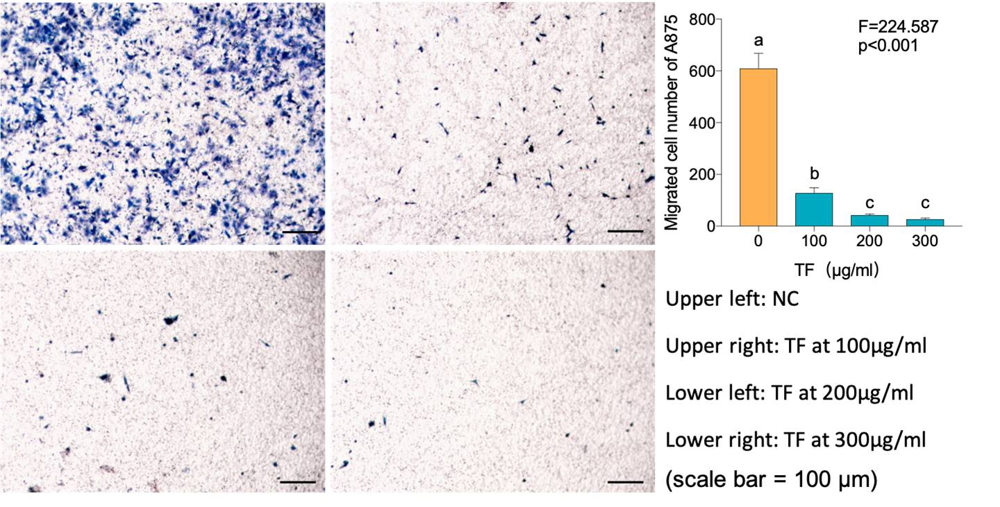 800
600
400
200
0
Migrated cell number of A875
F=224.587
p<0.001
a
b
c
c
0 100 200 300
TF (μg/ml)
Upper left: NC
Upper right: TF at 100μg/ml
Lower left: TF at 200μg/ml
Lower right: TF at 300μg/ml
(scale bar = 100 μm)